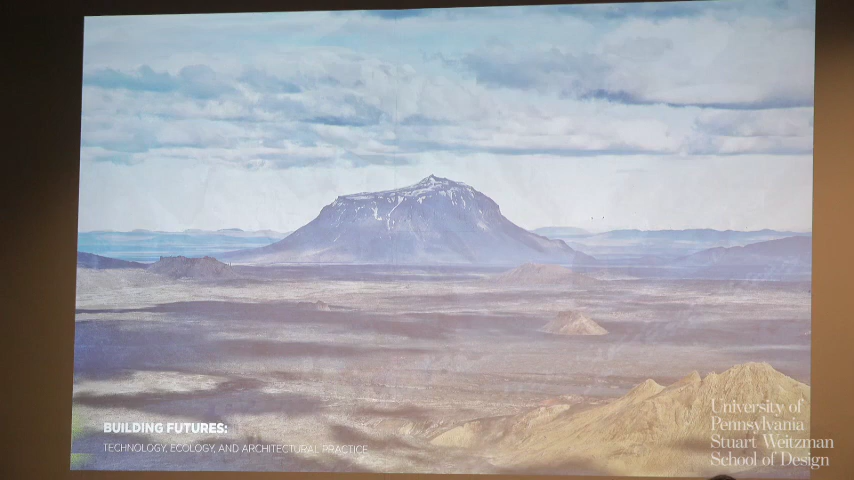 BUILDING FUTURES:
TECHNOLOGY, ECOLOGY, AND ARCHITECTURAL PRACTICE
University of
Pennsylvania
Stuart Weitzman
School of Design